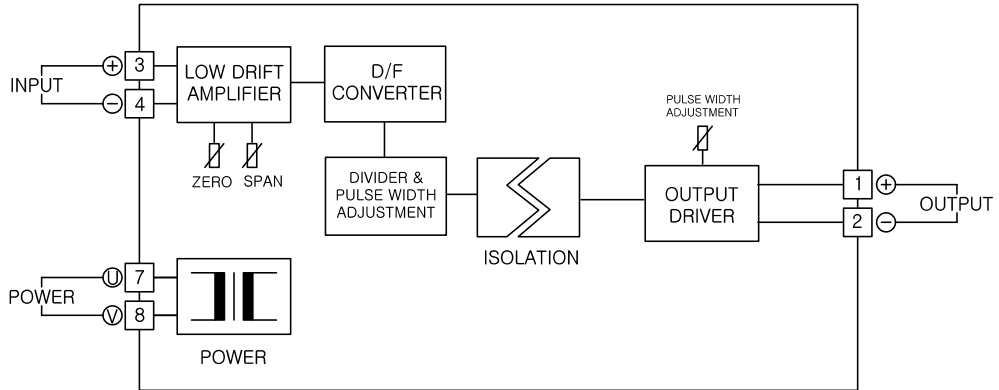 INPUT
+
3
−
4
LOW DRIFT
AMPLIFIER
ZERO SPAN
D/F
CONVERTER
DIVIDER &
PULSE WIDTH
ADJUSTMENT
ISOLATION
PULSE WIDTH
ADJUSTMENT
OUTPUT
DRIVER
1
+
2
−
OUTPUT
POWER
U
7
V
8
POWER